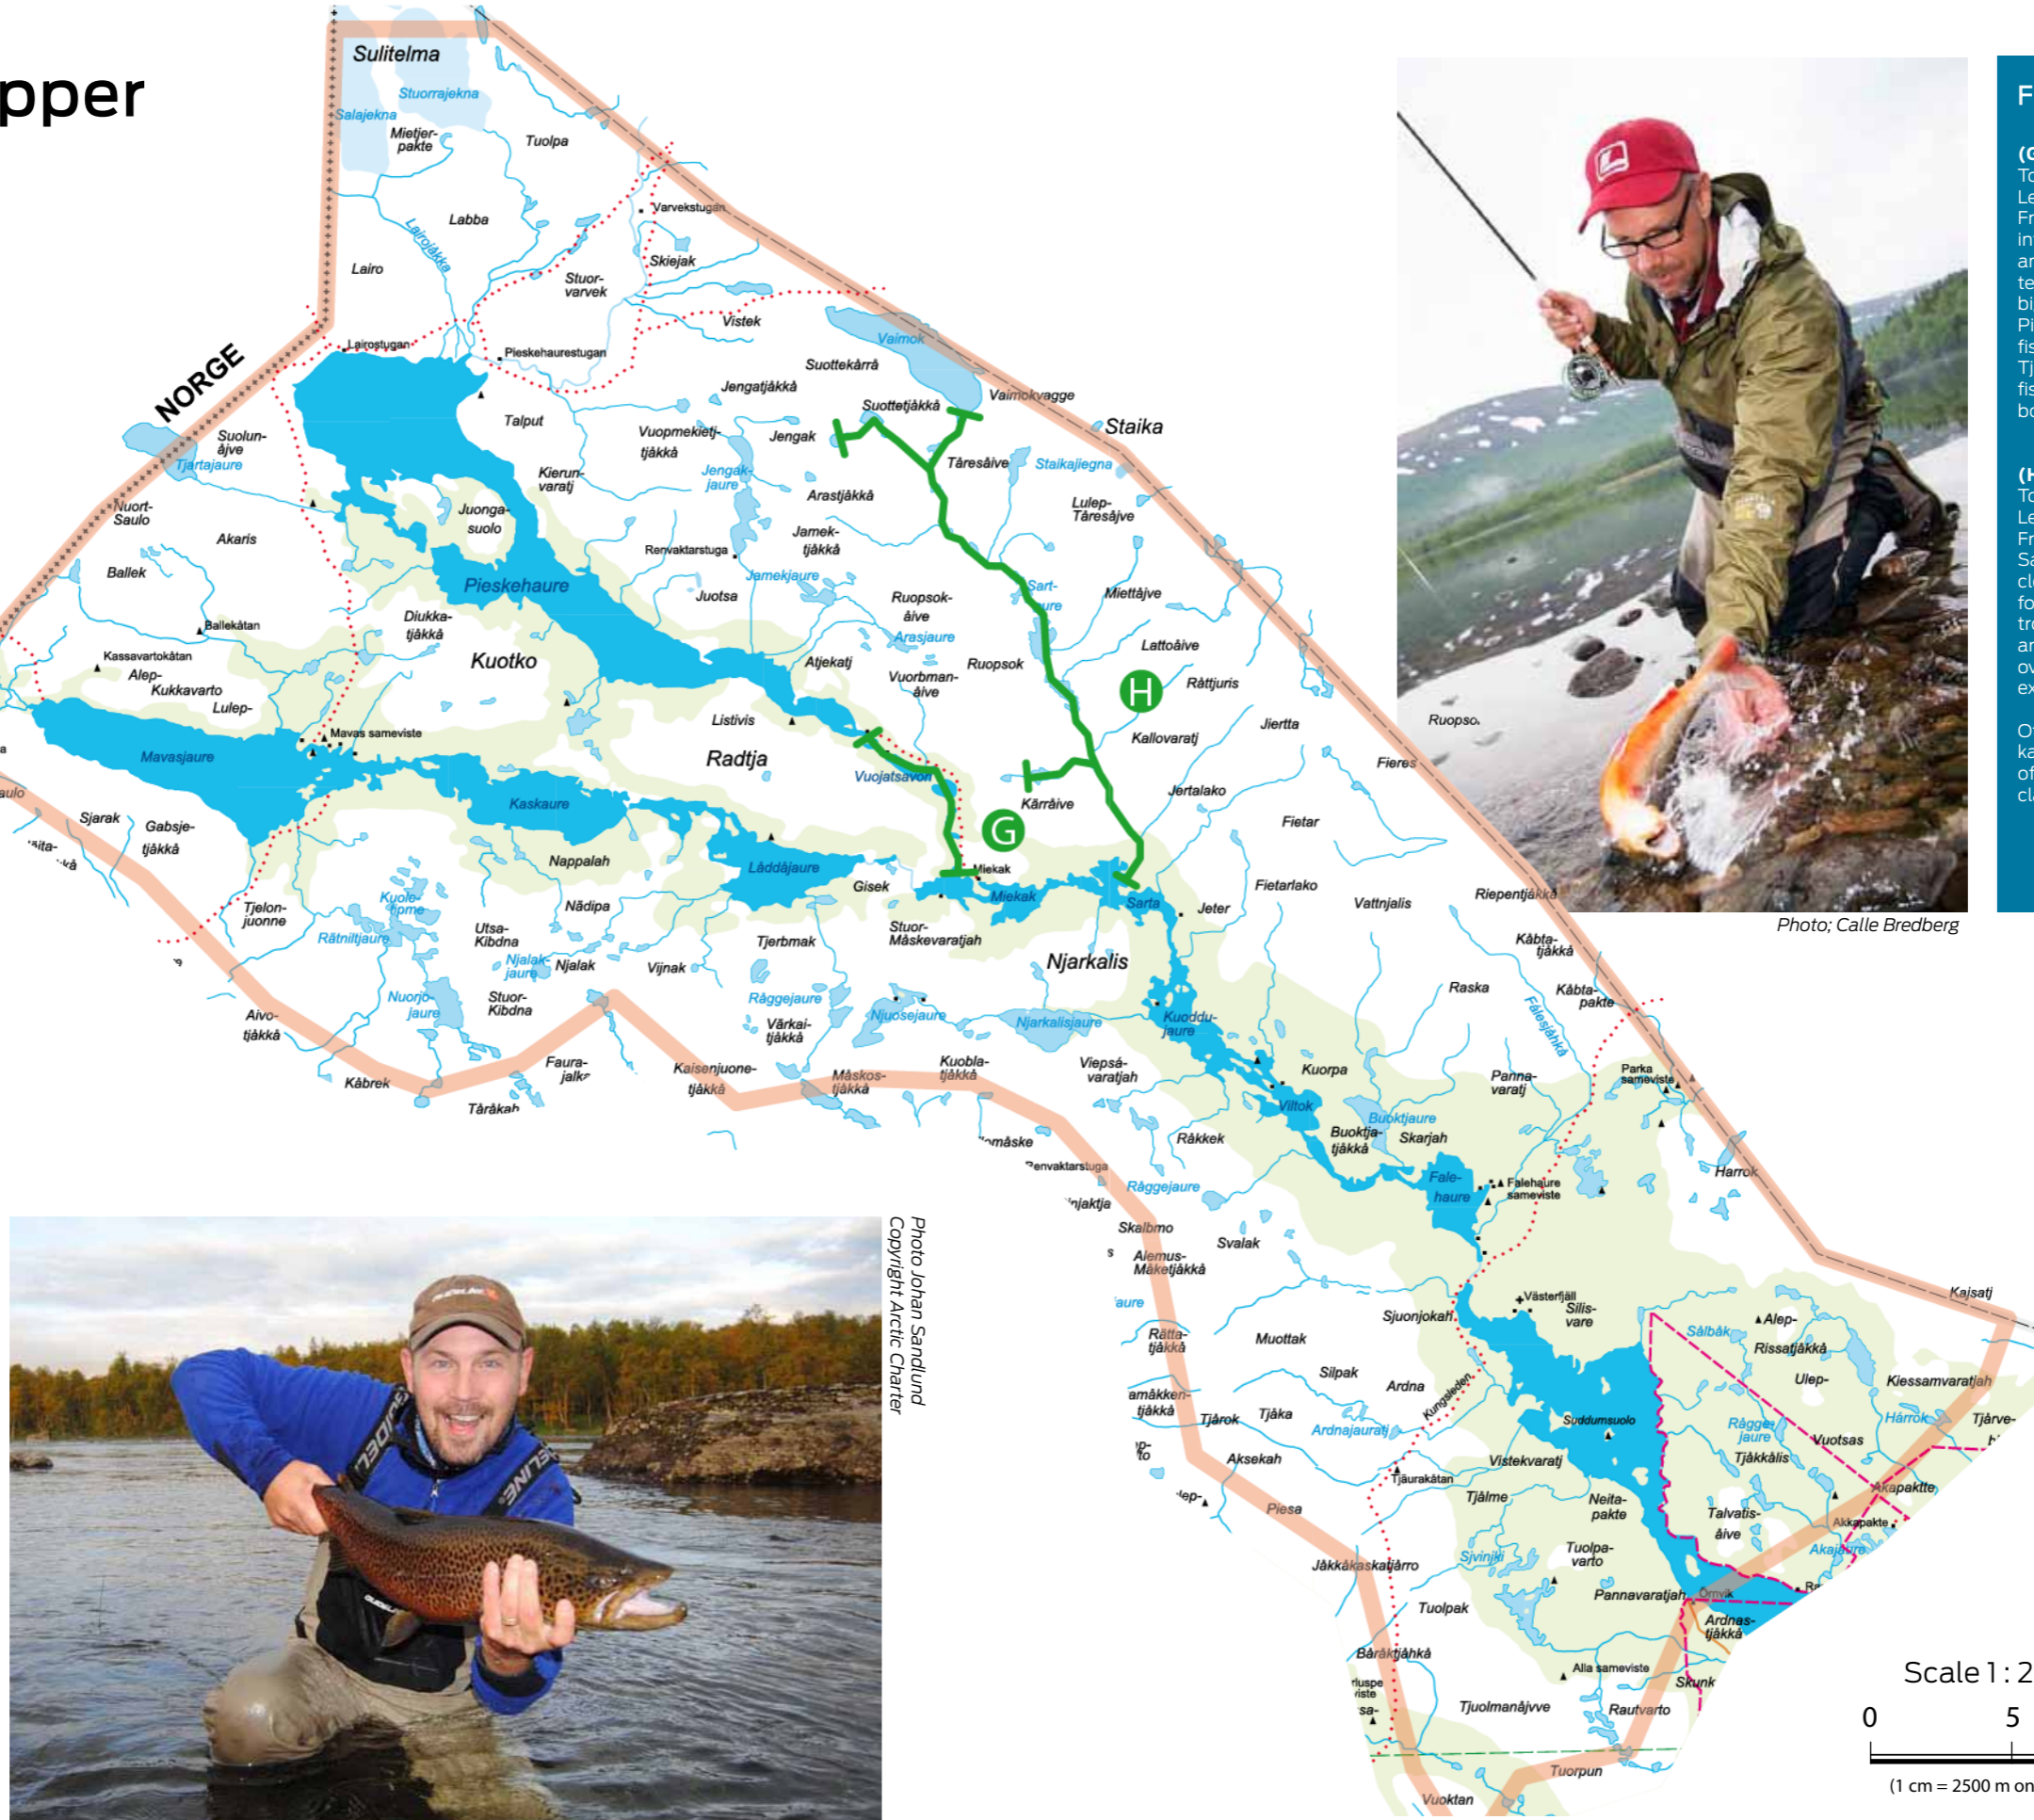 pper
Sulitelma
Stuorrajekna
Salajekna
Mietjer-
pakte
Tuolpa
Labba
Lairojåkka
Lairo
Varvekstugan
Skiejak
Stuor-
varvek
Vistek
NORGE
Lairostugan
Pieskehaurestugan
Vaimok
Suottekårrå
Jengatjåkkå
Vaimokvagge
Suottetjåkkå
Staika
Talput
Suolun-
åjve
Tjartajaure
Vuopmekietj-
tjåkkå
Jengak
Jengak-
jaure
Tåresåive
Staikajiegna
Kierun-
varatj
Arastjåkkå
Lulep-
Tåresåjve
Nuort-
Saulo
Juonga-
suolo
Akaris
Jamek-
tjåkkå
Renvaktarstuga
Ballek
Jamekjaure
Pieskehaure
Juotsa
Ruopsok-
åive
Sart-
Miettåjve
Ballekåtan
Diukka-
tjåkkå
Arasjaure
Lattoåive
Kassavartokåtan
Alep-
Kukkavarto
Lulep-
Kuotko
Atjekatj
Ruopsok
Vuorbman-
åive
H
Råttjuris
Listivis
Jiertta
Mavas sameviste
Kallovaratj
Mavasjaure
Radtja
Vuojatsavon
Fieres
Kaskaure
Kårråive
Jertalako
Sjarak
Gabsje-
tjåkkå
G
Fietar
Nappalah
Låddåjaure
Miekak
Gisek
Miekak
Sarta
Jeter
Fietarlako
Riepentjåkkå
Vattnjalis
Tjelon-
juonne
Kuole-
Rätniltjaure
Nådipa
Utsa-
Kibdna
Njalak-
jaure
Njalak
Vijnak
Tjerbmak
Stuor-
Måskevaratjah
Njarkalis
Kåbta-
tjåkkå
Raska
Kåbta-
pakte
Nuorjo-
jaure
Stuor-
Kibdna
Råggejaure
Njuosejaure
Njarkalisjaure
Kuoddu-
jaure
Aivo-
tjåkkå
Vårkai-
tjåkkå
Kåbrek
Kaisenjuone-
tjåkkå
Måskos-
tjåkkå
Kuobla-
tjåkkå
Viepså-
varatjah
Kuorpa
Panna-
varatj
Parka
sameviste
Viltok
Buoktjaure
Buoktja-
tjåkkå
Skarjah
Råkkek
Råggejaure
Fale-
haure
Falehaure
sameviste
Harrok
Skalbmo
Svalak
Alemus-
Måketjåkkå
Västerfjäll
Silis-
vare
Sjuonjokah
Kajsatj
Rätta-
tjåkkå
Muottak
Silpak
Ardna
Kungsleden
Sålbåk
Alep-
Rissatjåkkå
Ulep-
Kiessamvaratjah
Tjårok
Tjåka
Ardnajauratj
Suddumsuolo
Rågge-
jaure
Hårrok
Tjårve-
Vuotsas
Tjåkkålis
Aksekah
Vistekvaratj
Tjäurakåtan
Tjålme
Neita-
pakte
Talvatis-
åive
Akapaktte
Akkapakte
Piesa
Jåkkåkaskatjårro
Tuolpa-
varto
Akajaure
Tuolpak
Pannavaratjah
Örnvik
Ardnas-
tjåkkå
Båråktjåhkå
Alla sameviste
Skunk
Tjuolmanåjvve
Rautvarto
Tuorpun
Vuoktan
Photo; Calle Bredberg
Photo Johan Sandlund
Copyright Arctic Charter
Scale 1 : 2
0 5
(1 cm = 2500 m on